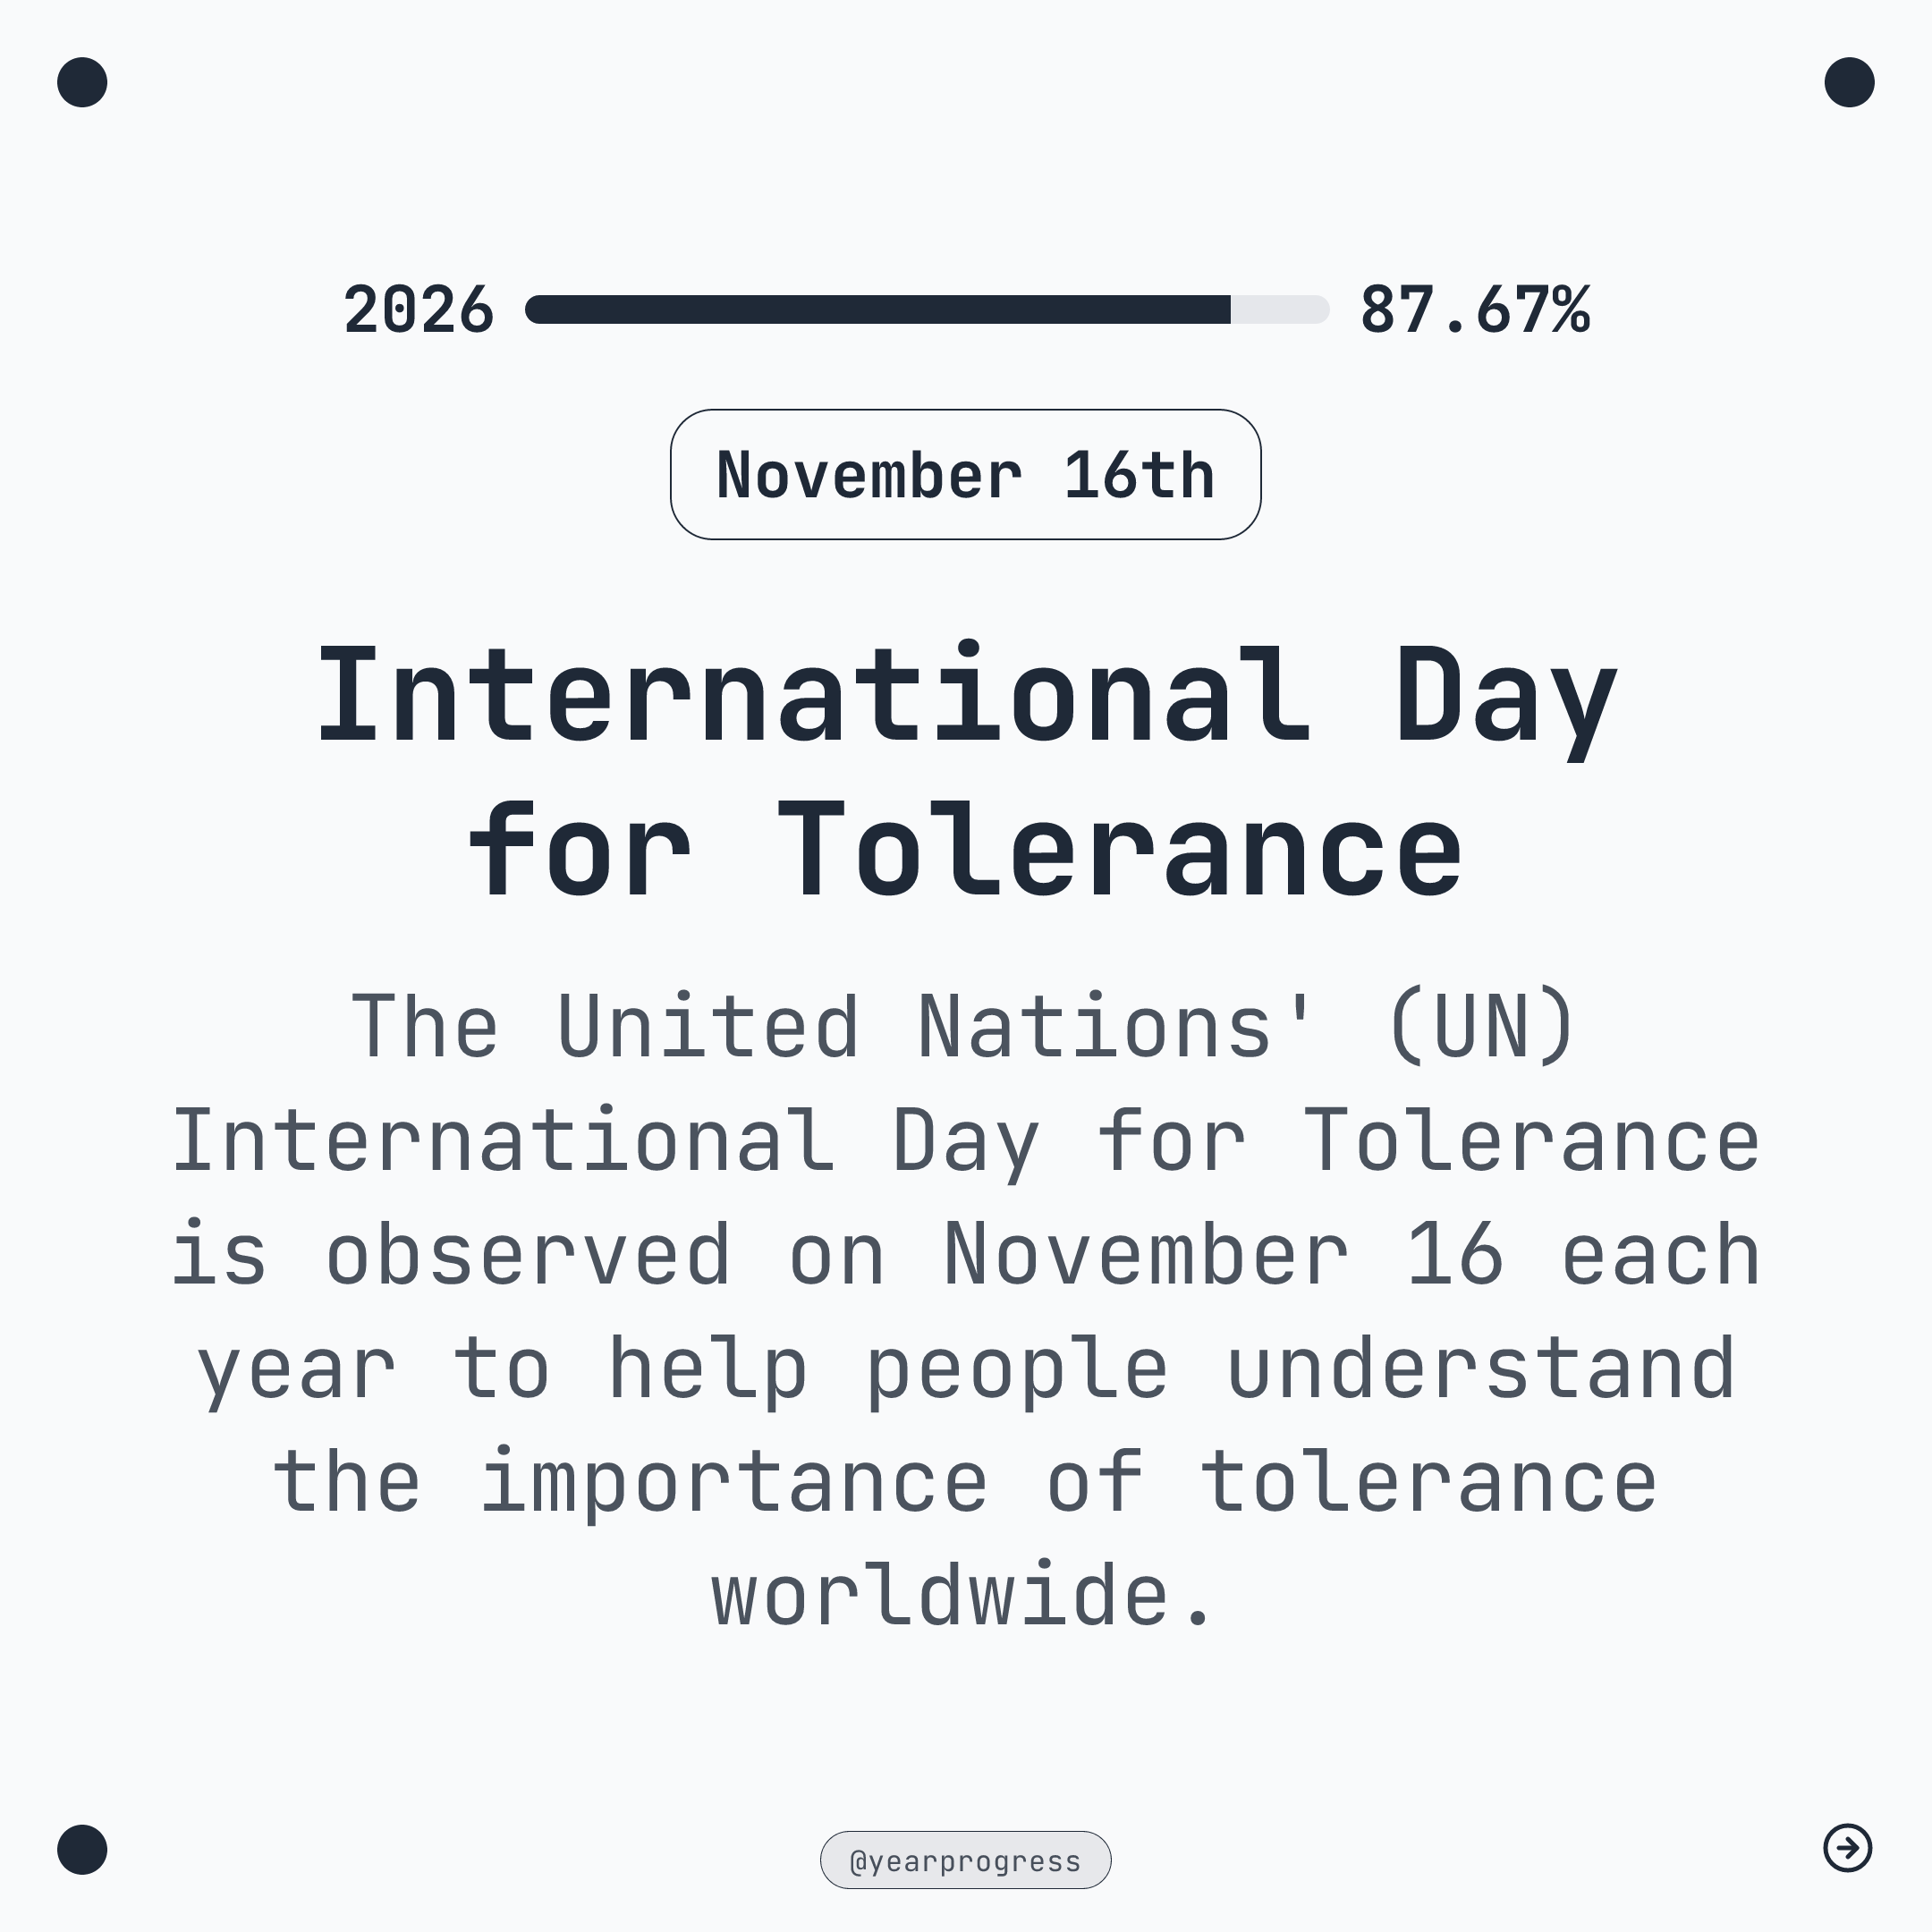 2026 87.67%
November 16th
International Day
for Tolerance
The United Nations' (UN)
International Day for Tolerance
is observed on November 16 each
year to help people understand
the importance of tolerance
worldwide.
@yearprogress